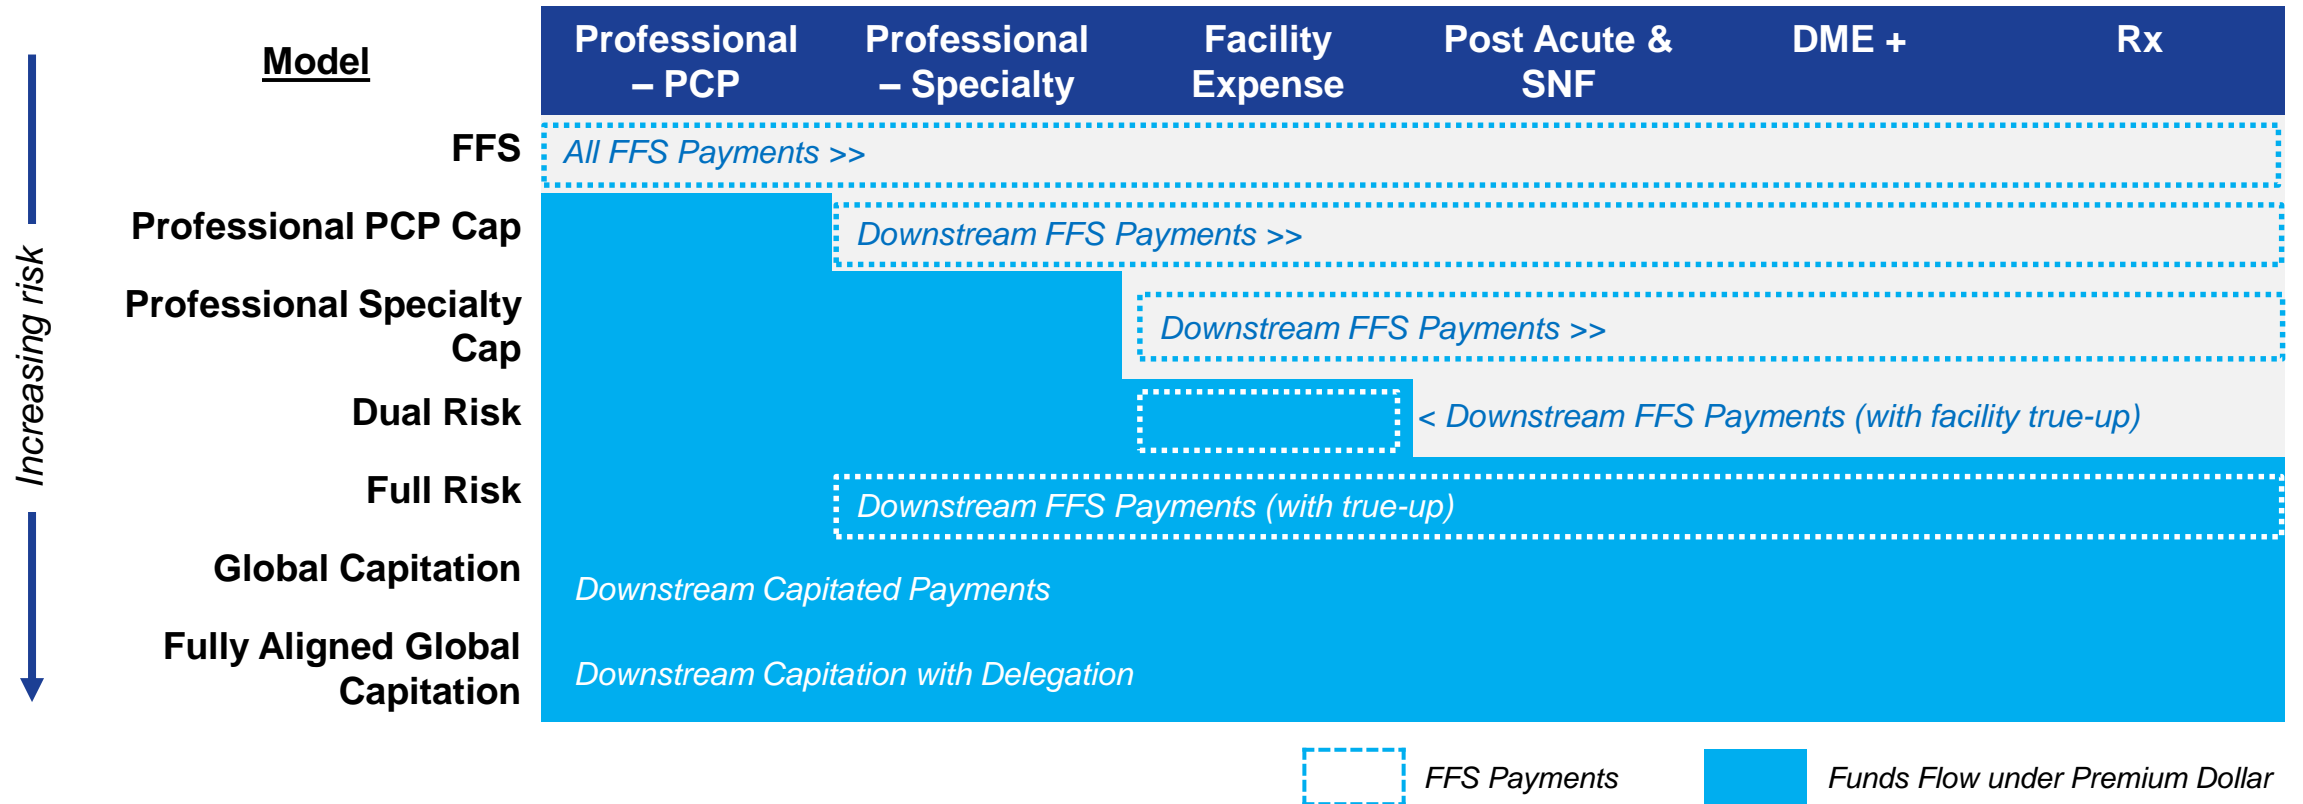 Model
Professional
– PCP
Professional
– Specialty
Facility
Expense
Post Acute &
SNF
DME +
Rx
Increasing risk
FFS
All FFS Payments >>
Professional PCP Cap
Downstream FFS Payments >>
Professional Specialty
Cap
Downstream FFS Payments >>
Dual Risk
< Downstream FFS Payments (with facility true-up)
Full Risk
Downstream FFS Payments (with true-up)
Global Capitation
Downstream Capitated Payments
Fully Aligned Global
Capitation
Downstream Capitation with Delegation
FFS Payments
Funds Flow under Premium Dollar